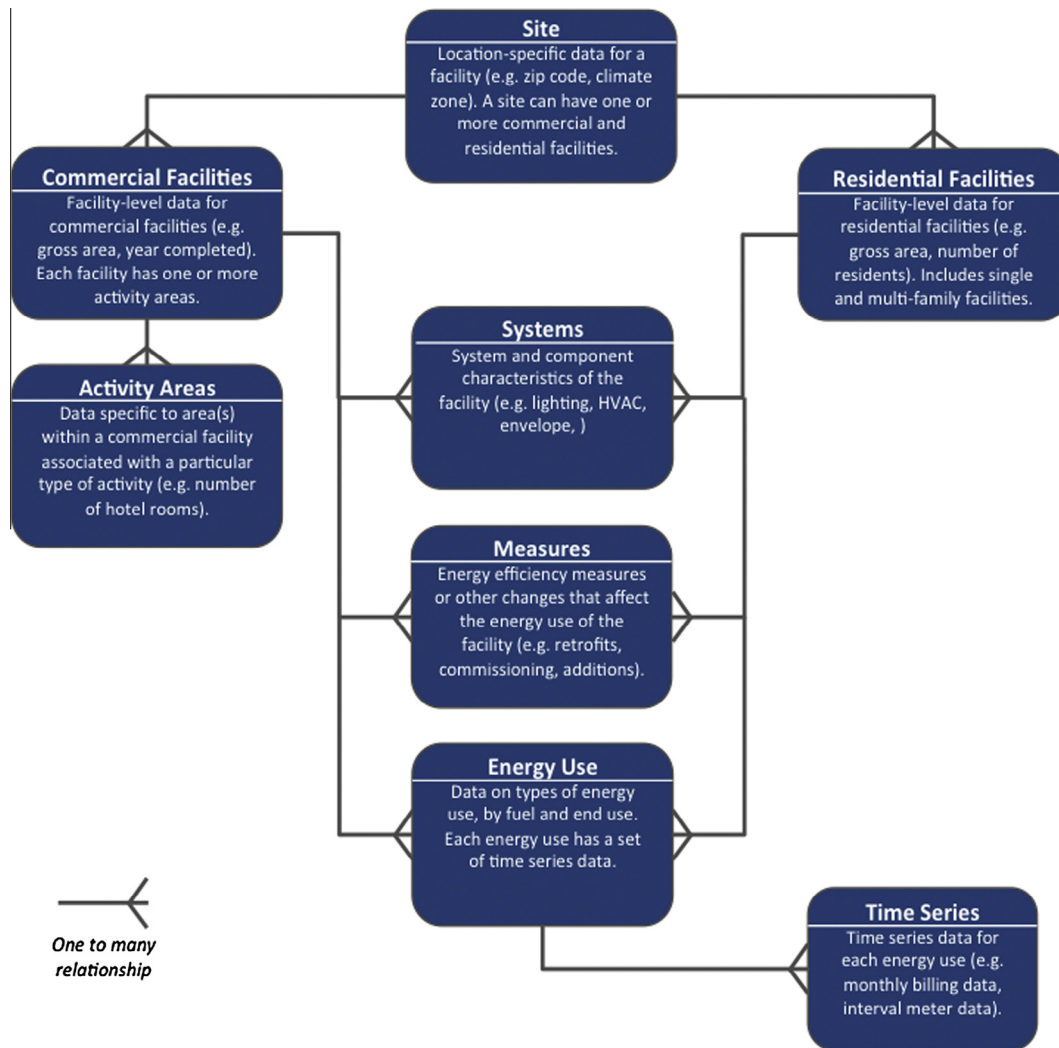 Site
Location-specific data for a
facility (e.g. zip code, climate
zone). A site can have one or
more commercial and
residential facilities.
Commercial Facilities
Facility-level data for
commercial facilities (e.g.
gross area, year completed).
Each facility has one or more
activity areas.
Residential Facilities
Facility-level data for
residential facilities (e.g.
gross area, number of
residents). Includes single
and multi-family facilities.
Activity Areas
Data specific to area(s)
within a commercial facility
associated with a particular
type of activity (e.g. number
of hotel rooms).
Systems
System and component
characteristics of the
facility (e.g. lighting, HVAC,
envelope, )
Measures
Energy efficiency measures
or other changes that affect
the energy use of the
facility (e.g. retrofits,
commissioning, additions).
Energy Use
Data on types of energy
use, by fuel and end use.
Each energy use has a set
of time series data.
Time Series
Time series data for
each energy use (e.g.
monthly billing data,
interval meter data).
One to many
relationship